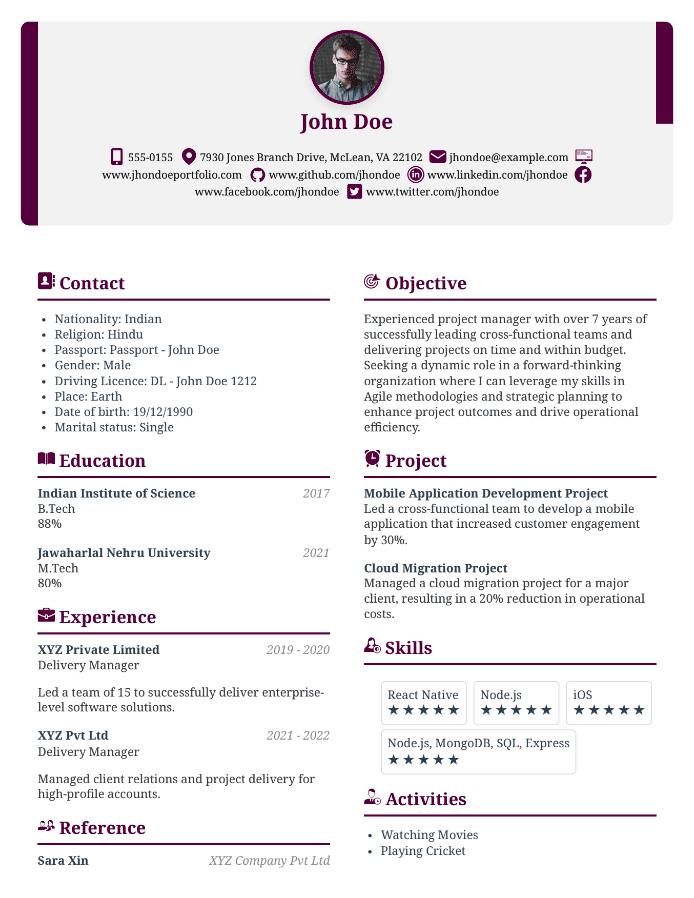 John Doe
555-0155 7930 Jones Branch Drive, McLean, VA 22102 jhondoe@example.com
www.jhondoeportfolio.com www.github.com/jhondoe www.linkedin.com/jhondoe
www.facebook.com/jhondoe www.twitter.com/jhondoe
Contact
• Nationality: Indian
• Religion: Hindu
• Passport: Passport - John Doe
• Gender: Male
• Driving Licence: DL - John Doe 1212
• Place: Earth
• Date of birth: 19/12/1990
• Marital status: Single
Education
Indian Institute of Science 2017
B.Tech
88%
Jawaharlal Nehru University 2021
M.Tech
80%
Experience
XYZ Private Limited 2019 - 2020
Delivery Manager
Led a team of 15 to successfully deliver enterprise-
level software solutions.
XYZ Pvt Ltd 2021 - 2022
Delivery Manager
Managed client relations and project delivery for
high-profile accounts.
Reference
Sara Xin XYZ Company Pvt Ltd
Objective
Experienced project manager with over 7 years of
successfully leading cross-functional teams and
delivering projects on time and within budget.
Seeking a dynamic role in a forward-thinking
organization where I can leverage my skills in
Agile methodologies and strategic planning to
enhance project outcomes and drive operational
efficiency.
Project
Mobile Application Development Project
Led a cross-functional team to develop a mobile
application that increased customer engagement
by 30%.
Cloud Migration Project
Managed a cloud migration project for a major
client, resulting in a 20% reduction in operational
costs.
Skills
React Native Node.js iOS
★★★★★ ★★★★★ ★★★★★
Node.js, MongoDB, SQL, Express
★★★★★
Activities
• Watching Movies
• Playing Cricket